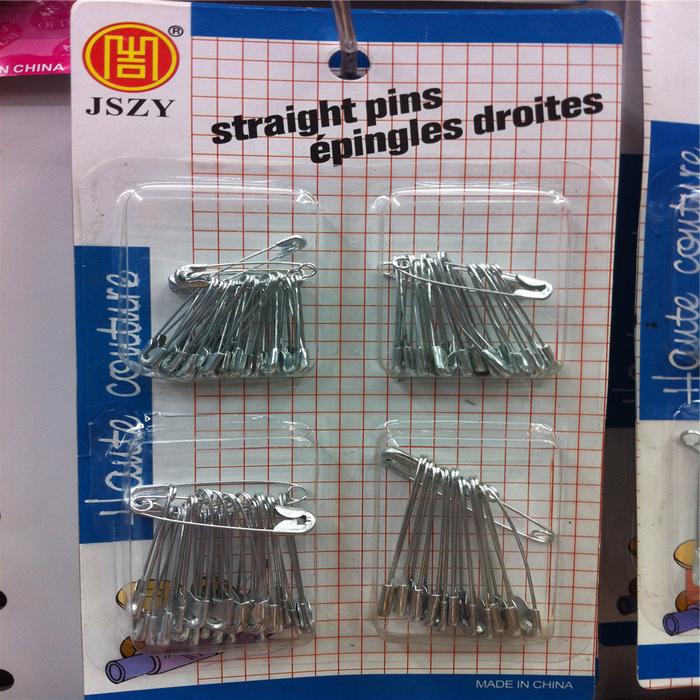 N CHINA
®
JSZY
straight pins
épingles droites
Haute couture
Haute couture
MADE IN CHINA